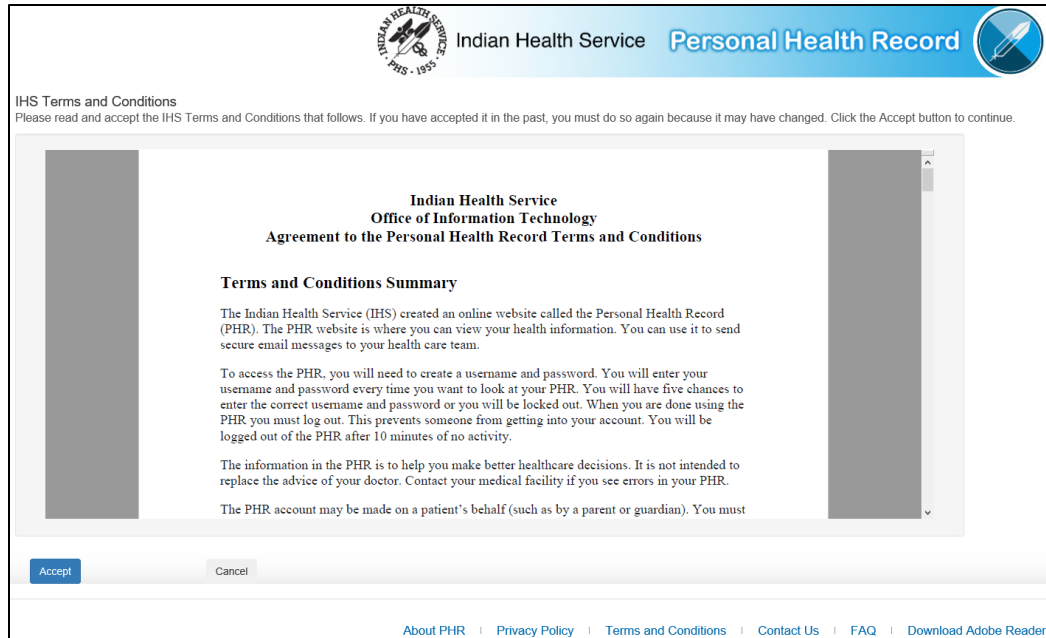 INDIAN HEALTH SERVICE
PHS - 1955
Indian Health Service
Personal Health Record
IHS Terms and Conditions
Please read and accept the IHS Terms and Conditions that follows. If you have accepted it in the past, you must do so again because it may have changed. Click the Accept button to continue.
Indian Health Service
Office of Information Technology
Agreement to the Personal Health Record Terms and Conditions
Terms and Conditions Summary
The Indian Health Service (IHS) created an online website called the Personal Health Record
(PHR). The PHR website is where you can view your health information. You can use it to send
secure email messages to your health care team.
To access the PHR, you will need to create a username and password. You will enter your
username and password every time you want to look at your PHR. You will have five chances to
enter the correct username and password or you will be locked out. When you are done using the
PHR you must log out. This prevents someone from getting into your account. You will be
logged out of the PHR after 10 minutes of no activity.
The information in the PHR is to help you make better healthcare decisions. It is not intended to
replace the advice of your doctor. Contact your medical facility if you see errors in your PHR.
The PHR account may be made on a patient's behalf (such as by a parent or guardian). You must
Accept
Cancel
About PHR | Privacy Policy | Terms and Conditions | Contact Us | FAQ | Download Adobe Reader